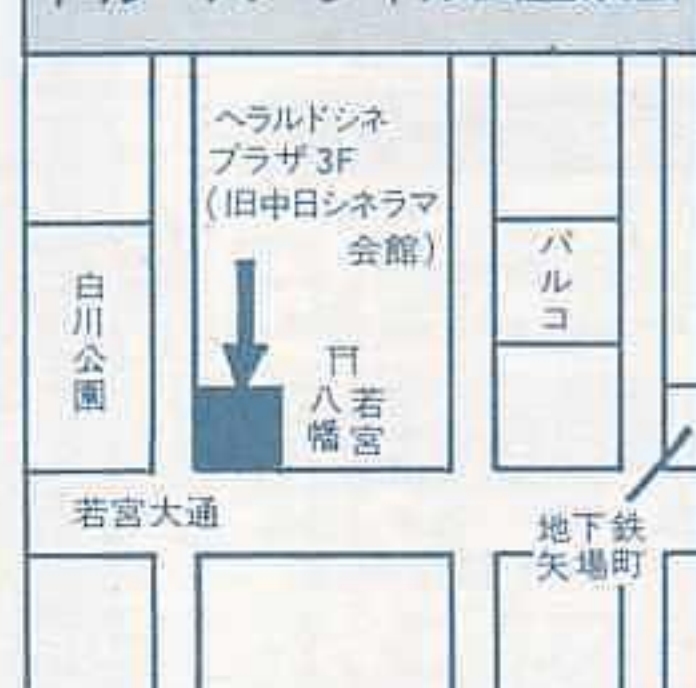 ヘラルドシネ
プラザ3F
(旧中日シネラマ
会館)
白川公園
パルコ
若宮
八幡
若宮大通
地下鉄
矢場町